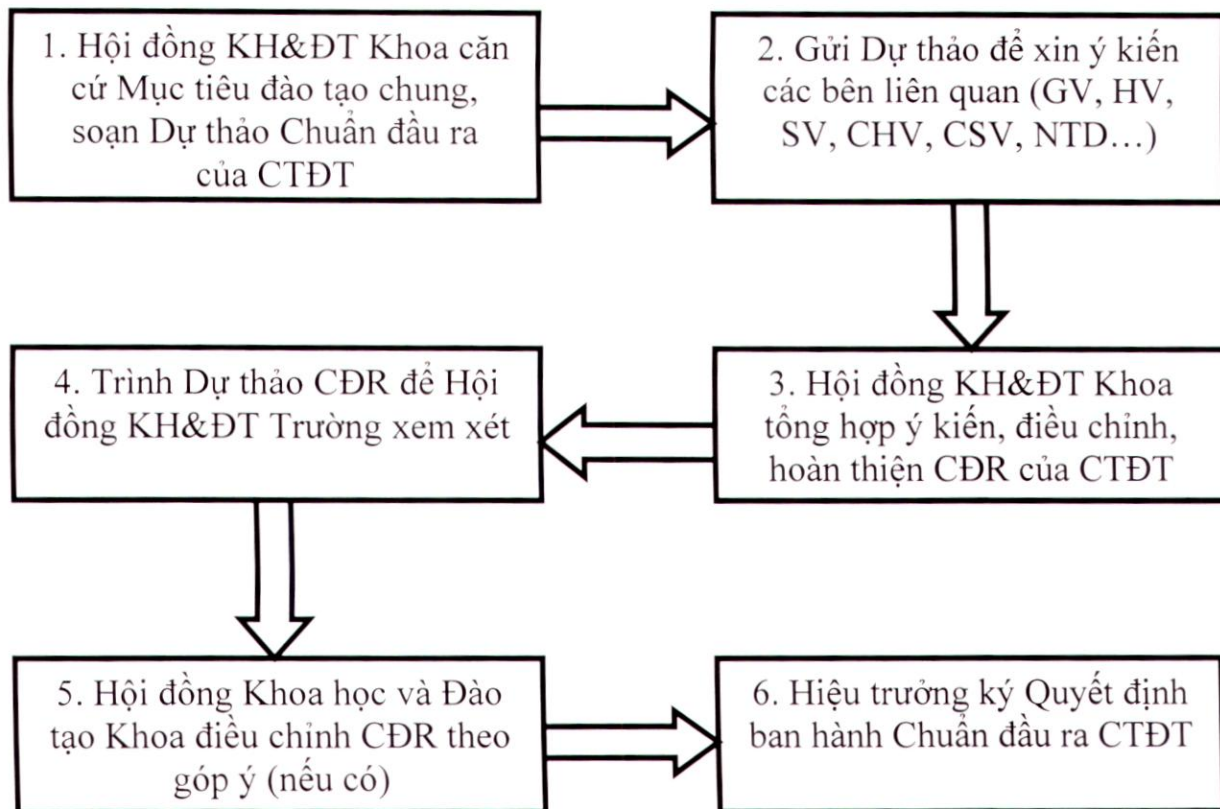 1. Hội đồng KH&ĐT Khoa căn
cứ Mục tiêu đào tạo chung,
soạn Dự thảo Chuẩn đầu ra
của CTĐT
2. Gửi Dự thảo để xin ý kiến
các bên liên quan (GV, HV,
SV, CHV, CSV, NTD…)
3. Hội đồng KH&ĐT Khoa
tổng hợp ý kiến, điều chỉnh,
hoàn thiện CĐR của CTĐT
4. Trình Dự thảo CĐR để Hội
đồng KH&ĐT Trường xem xét
5. Hội đồng Khoa học và Đào
tạo Khoa điều chỉnh CĐR theo
góp ý (nếu có)
6. Hiệu trưởng ký Quyết định
ban hành Chuẩn đầu ra CTĐT